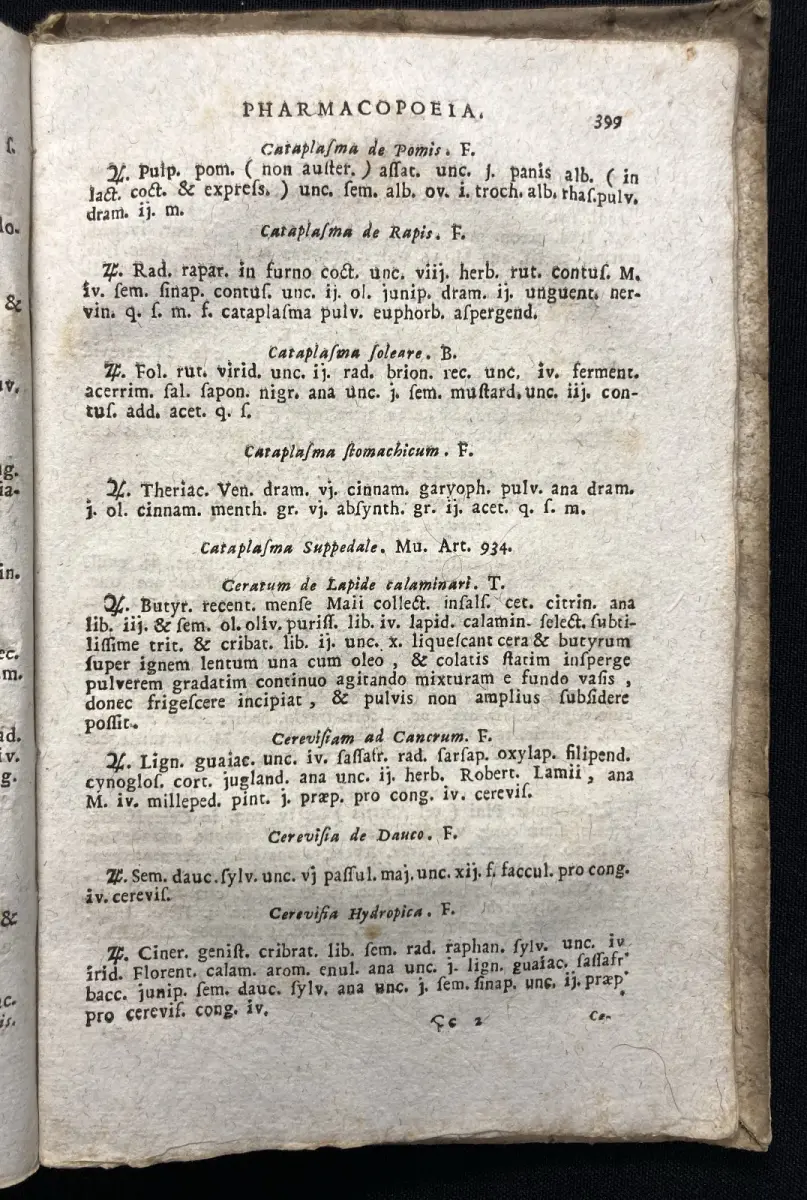 PHARMACOPOEIA.
399
Cataplaſma de Pomis. F.
℞. Pulp. pom. ( non auſter. ) aſſat. unc. j. panis alb. ( in
lact. coct. & expreſs. ) unc. ſem. alb. ov. i. troch. alb. rhaſ. pulv.
dram. ij. m.
Cataplaſma de Rapis. F.
℞. Rad. rapar. in furno coct. unc. viij. herb. rut. contuſ. M.
iv. ſem. ſinap. contuſ. unc. ij. ol. junip. dram. ij. unguent. ner-
vin. q. ſ. m. f. cataplaſma pulv. euphorb. aſpergend.
Cataplaſma ſoleare. B.
℞. Fol. rut. virid. unc. ij. rad. brion. rec. unc. iv. ferment.
acerrim. ſal. ſapon. nigr. ana unc. j. ſem. muſtard. unc. iij. con-
tuſ. add. acet. q. ſ.
Cataplaſma ſtomachicum. F.
℞. Theriac. Ven. dram. vj. cinnam. garyoph. pulv. ana dram.
j. ol. cinnam. menth. gr. vj. abſynth. gr. ij. acet. q. ſ. m.
Cataplaſma Suppedale. Mu. Art. 934.
Ceratum de Lapide calaminari. T.
℞. Butyr. recent. menſe Maii collect. inſalſ. cet. citrin. ana
lib. iij. & ſem. ol. oliv. puriſſ. lib. iv. lapid. calamin. ſelect. ſubti-
liſſime trit. & cribat. lib. ij. unc. x. liqueſcant cera & butyrum
ſuper ignem lentum una cum oleo , & colatis ſtatim inſperge
pulverem gradatim continuo agitando mixturam e fundo vaſis ,
donec frigeſcere incipiat , & pulvis non amplius ſubſidere
poſſit.
Cereviſiam ad Cancrum. F.
℞. Lign. guaiac. unc. iv. ſaſſafr. rad. ſarſap. oxylap. filipend.
cynogloſ. cort. jugland. ana unc. ij. herb. Robert. Lamii , ana
M. iv. milleped. pint. j. præp. pro cong. iv. cereviſ.
Cereviſia de Dauco. F.
℞. Sem. dauc. ſylv. unc. vj paſſul. maj. unc. xij. f. ſaccul. pro cong.
iv. cereviſ.
Cereviſia Hydropica. F.
℞. Ciner. geniſt. cribrat. lib. ſem. rad. raphan. ſylv. unc. iv
irid. Florent. calam. arom. enul. ana unc. j. lign. guaiac. ſaſſafr.
bacc. junip. ſem. dauc. ſylv. ana unc. j. ſem. ſinap. unc. ij. præp.
pro cereviſ. cong. iv.
Cc 2
Ce-